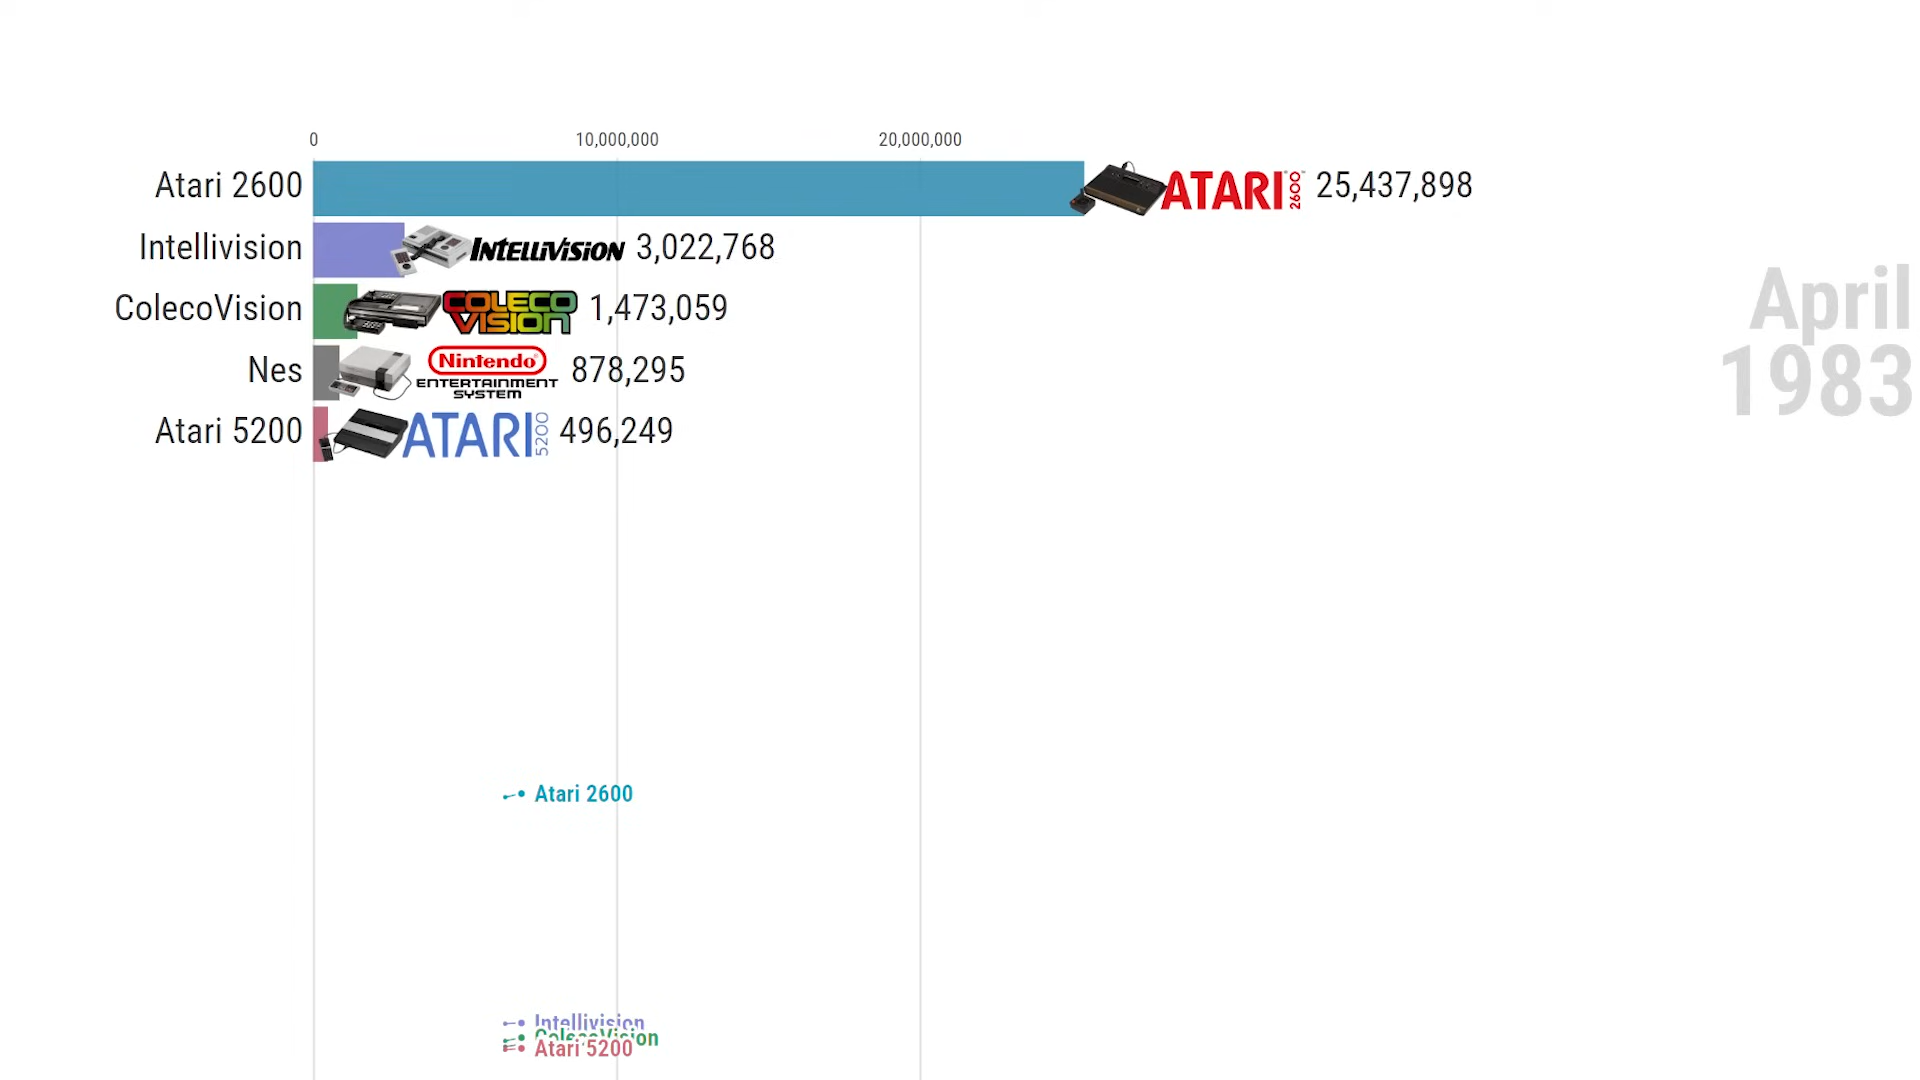 0 10,000,000 20,000,000
Atari 2600 ATARI 2600 25,437,898
Intellivision INTELLIVISION 3,022,768
ColecoVision COLECO VISION 1,473,059
Nes Nintendo ENTERTAINMENT SYSTEM 878,295
Atari 5200 ATARI 5200 496,249
April
1983
Atari 2600
Intellivision
ColecoVision
Atari 5200